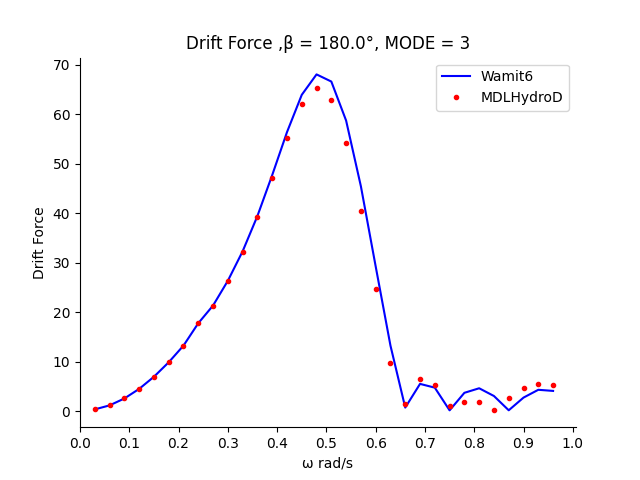 Drift Force ,β = 180.0°, MODE = 3
Wamit6
MDLHydroD
Drift Force
70
60
50
40
30
20
10
0
0.0 0.1 0.2 0.3 0.4 0.5 0.6 0.7 0.8 0.9 1.0
ω rad/s